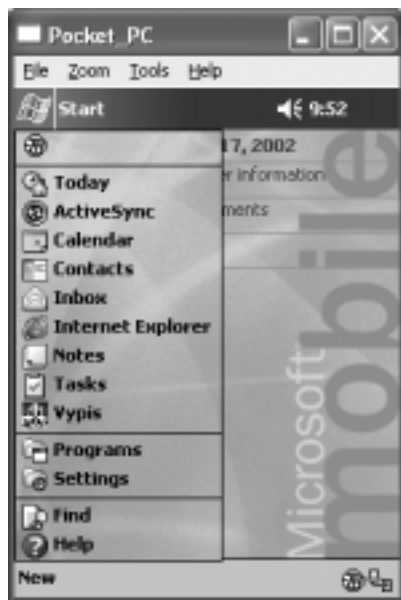 Pocket_PC
File Zoom Tools Help
Start 9:52
17, 2002
er information
ments
Today
ActiveSync
Calendar
Contacts
Inbox
Internet Explorer
Notes
Tasks
Vypis
Programs
Settings
Find
Help
Microsoft
mobile
New